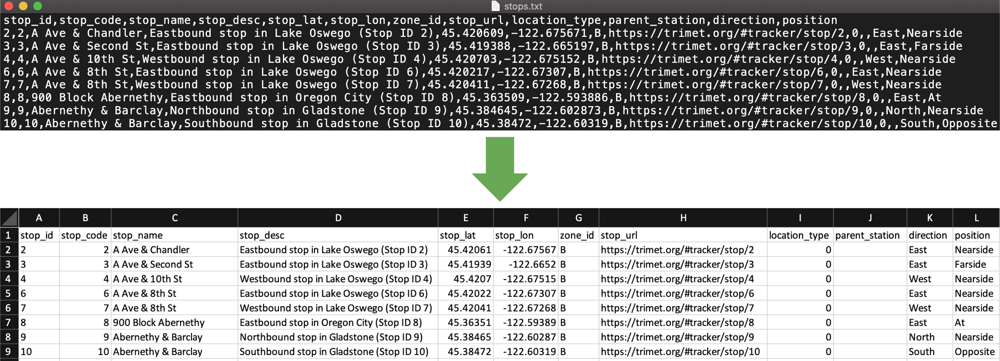 stops.txt
stop_id,stop_code,stop_name,stop_desc,stop_lat,stop_lon,zone_id,stop_url,location_type,parent_station,direction,position
2,2,A Ave & Chandler,Eastbound stop in Lake Oswego (Stop ID 2),45.420609,-122.675671,B,https://trimet.org/#tracker/stop/2,0,,East,Nearside
3,3,A Ave & Second St,Eastbound stop in Lake Oswego (Stop ID 3),45.419388,-122.665197,B,https://trimet.org/#tracker/stop/3,0,,East,Farside
4,4,A Ave & 10th St,Westbound stop in Lake Oswego (Stop ID 4),45.420703,-122.675152,B,https://trimet.org/#tracker/stop/4,0,,West,Nearside
6,6,A Ave & 8th St,Eastbound stop in Lake Oswego (Stop ID 6),45.420217,-122.67307,B,https://trimet.org/#tracker/stop/6,0,,East,Nearside
7,7,A Ave & 8th St,Westbound stop in Lake Oswego (Stop ID 7),45.420411,-122.67268,B,https://trimet.org/#tracker/stop/7,0,,West,Nearside
8,8,900 Block Abernethy,Eastbound stop in Oregon City (Stop ID 8),45.363509,-122.593886,B,https://trimet.org/#tracker/stop/8,0,,East,At
9,9,Abernethy & Barclay,Northbound stop in Gladstone (Stop ID 9),45.384645,-122.602873,B,https://trimet.org/#tracker/stop/9,0,,North,Nearside
10,10,Abernethy & Barclay,Southbound stop in Gladstone (Stop ID 10),45.38472,-122.60319,B,https://trimet.org/#tracker/stop/10,0,,South,Opposite
A B C D E F G H I J K L
1 stop_id stop_code stop_name stop_desc stop_lat stop_lon zone_id stop_url location_type parent_station direction position
2 2 2 A Ave & Chandler Eastbound stop in Lake Oswego (Stop ID 2) 45.42061 -122.67567 B https://trimet.org/#tracker/stop/2 0 East Nearside
3 3 3 A Ave & Second St Eastbound stop in Lake Oswego (Stop ID 3) 45.41939 -122.6652 B https://trimet.org/#tracker/stop/3 0 East Farside
4 4 4 A Ave & 10th St Westbound stop in Lake Oswego (Stop ID 4) 45.4207 -122.67515 B https://trimet.org/#tracker/stop/4 0 West Nearside
5 6 6 A Ave & 8th St Eastbound stop in Lake Oswego (Stop ID 6) 45.42022 -122.67307 B https://trimet.org/#tracker/stop/6 0 East Nearside
6 7 7 A Ave & 8th St Westbound stop in Lake Oswego (Stop ID 7) 45.42041 -122.67268 B https://trimet.org/#tracker/stop/7 0 West Nearside
7 8 8 900 Block Abernethy Eastbound stop in Oregon City (Stop ID 8) 45.36351 -122.59389 B https://trimet.org/#tracker/stop/8 0 East At
8 9 9 Abernethy & Barclay Northbound stop in Gladstone (Stop ID 9) 45.38465 -122.60287 B https://trimet.org/#tracker/stop/9 0 North Nearside
9 10 10 Abernethy & Barclay Southbound stop in Gladstone (Stop ID 10) 45.38472 -122.60319 B https://trimet.org/#tracker/stop/10 0 South Opposite